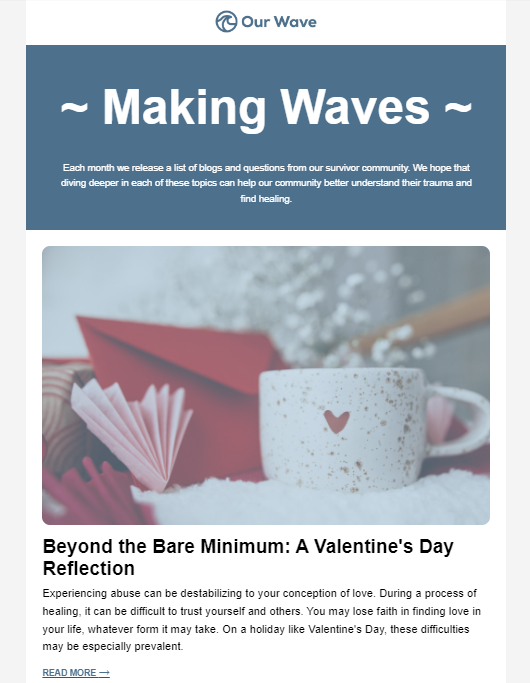 Our Wave
~ Making Waves ~
Each month we release a list of blogs and questions from our survivor community. We hope that
diving deeper in each of these topics can help our community better understand their trauma and
find healing.
Beyond the Bare Minimum: A Valentine's Day
Reflection
Experiencing abuse can be destabilizing to your conception of love. During a process of
healing, it can be difficult to trust yourself and others. You may lose faith in finding love in
your life, whatever form it may take. On a holiday like Valentine's Day, these difficulties
may be especially prevalent.
READ MORE →